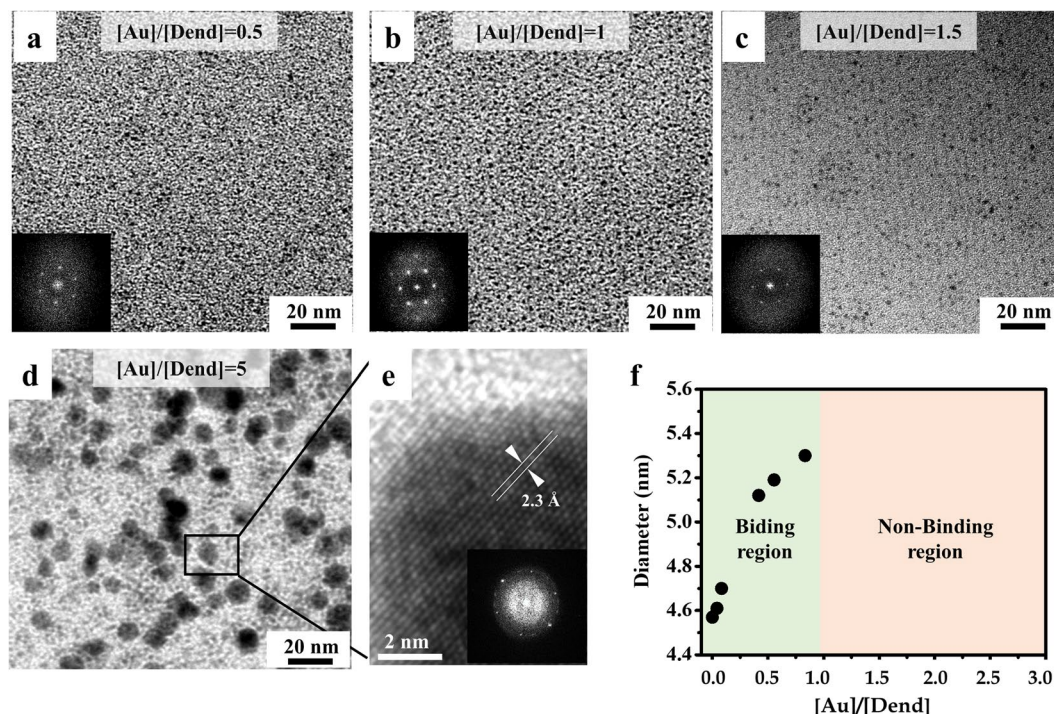 a
[Au]/[Dend]=0.5
20 nm
b
[Au]/[Dend]=1
20 nm
c
[Au]/[Dend]=1.5
20 nm
d
[Au]/[Dend]=5
20 nm
e
2.3 Å
2 nm
f
5.6
5.4
5.2
5.0
4.8
4.6
4.4
Diameter (nm)
Biding
region
Non-Binding
region
0.0 0.5 1.0 1.5 2.0 2.5 3.0
[Au]/[Dend]